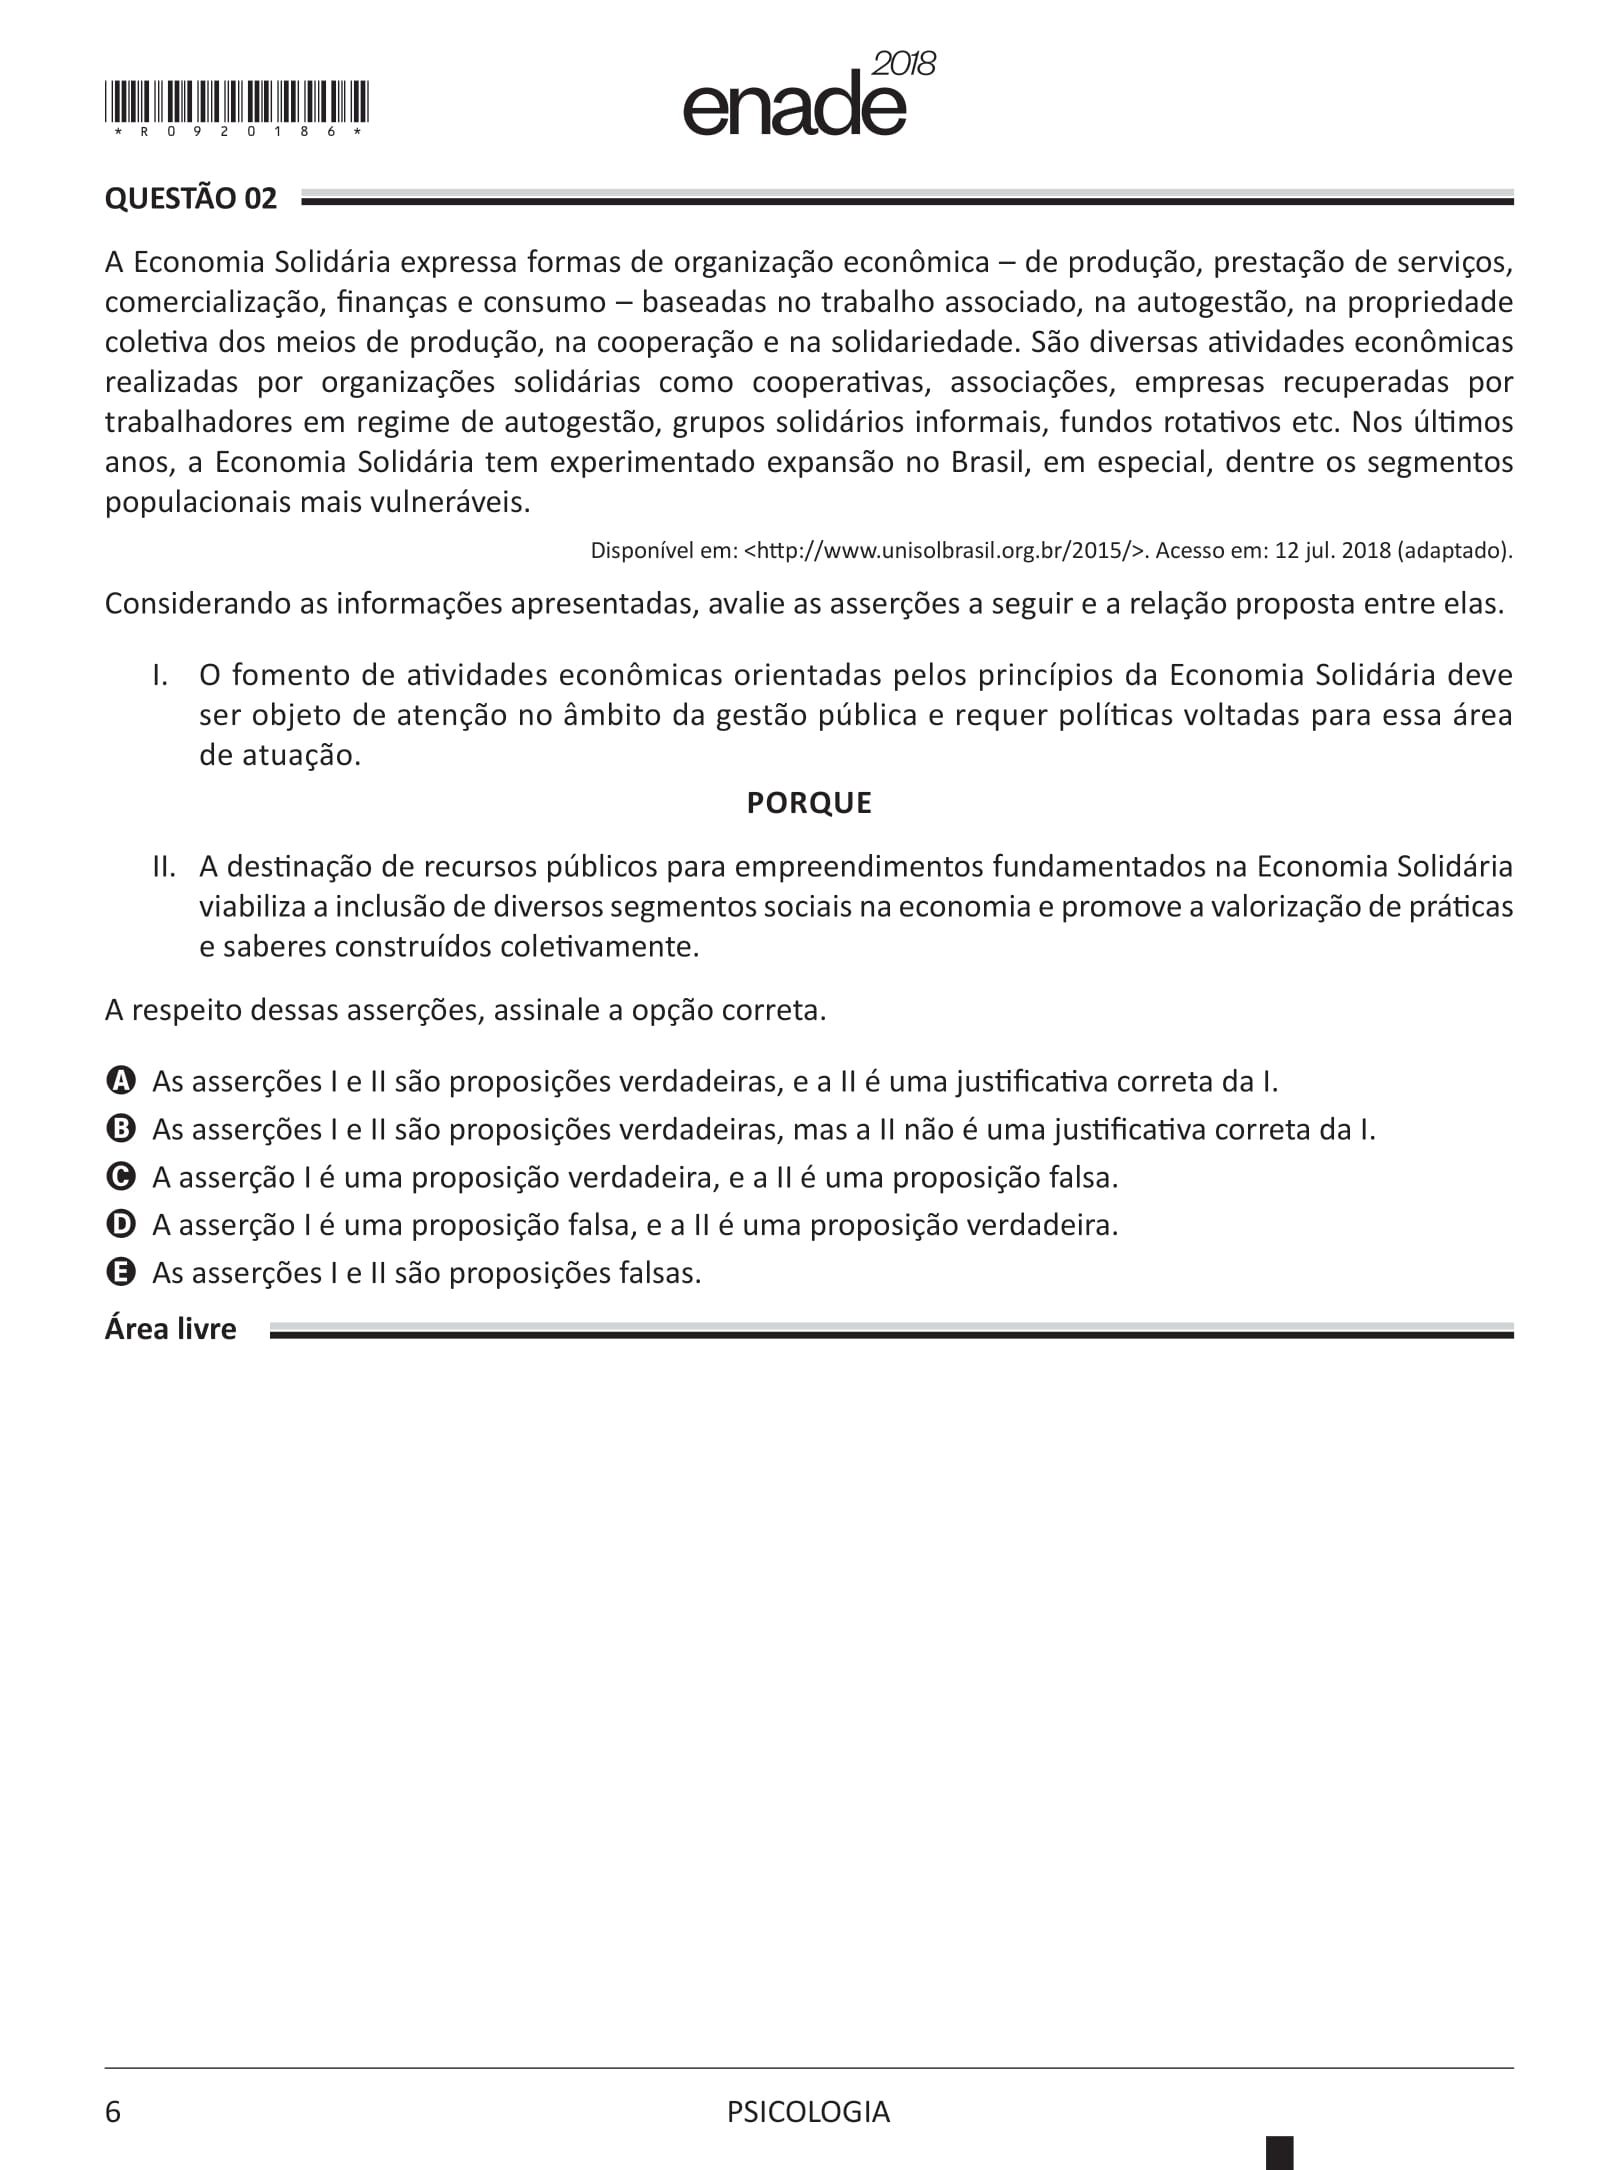 enade 2018
*R0920186*
QUESTÃO 02
A Economia Solidária expressa formas de organização econômica – de produção, prestação de serviços,
comercialização, finanças e consumo – baseadas no trabalho associado, na autogestão, na propriedade
coletiva dos meios de produção, na cooperação e na solidariedade. São diversas atividades econômicas
realizadas por organizações solidárias como cooperativas, associações, empresas recuperadas por
trabalhadores em regime de autogestão, grupos solidários informais, fundos rotativos etc. Nos últimos
anos, a Economia Solidária tem experimentado expansão no Brasil, em especial, dentre os segmentos
populacionais mais vulneráveis.
Disponível em: <http://www.unisolbrasil.org.br/2015/>. Acesso em: 12 jul. 2018 (adaptado).
Considerando as informações apresentadas, avalie as asserções a seguir e a relação proposta entre elas.
I. O fomento de atividades econômicas orientadas pelos princípios da Economia Solidária deve
ser objeto de atenção no âmbito da gestão pública e requer políticas voltadas para essa área
de atuação.
PORQUE
II. A destinação de recursos públicos para empreendimentos fundamentados na Economia Solidária
viabiliza a inclusão de diversos segmentos sociais na economia e promove a valorização de práticas
e saberes construídos coletivamente.
A respeito dessas asserções, assinale a opção correta.
A As asserções I e II são proposições verdadeiras, e a II é uma justificativa correta da I.
B As asserções I e II são proposições verdadeiras, mas a II não é uma justificativa correta da I.
C A asserção I é uma proposição verdadeira, e a II é uma proposição falsa.
D A asserção I é uma proposição falsa, e a II é uma proposição verdadeira.
E As asserções I e II são proposições falsas.
Área livre
6
PSICOLOGIA